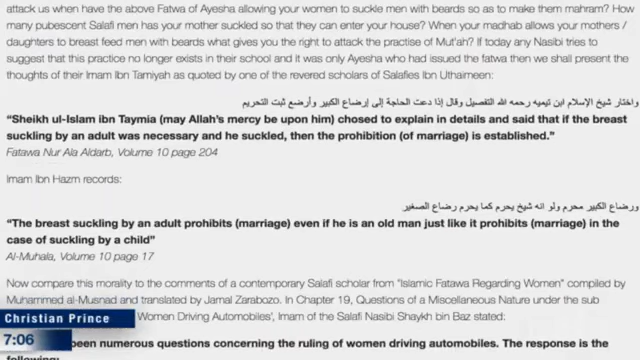 attack us when have the above Fatwa of Ayesha allowing your women to suckle men with beards so as to make them mahram? How
many pubescent Salafi men has your mother suckled so that they can enter your house? When your madhab allows your mothers /
daughters to breast feed men with beards what gives you the right to attack the practise of Mut'ah? If today any Nasibi tries to
suggest that this practice no longer exists in their school and it was only Ayesha who had issued the fatwa then we shall present the
thoughts of their Imam Ibn Tamiyah as quoted by one of the revered scholars of Salafies Ibn Uthaimeen:
واختار شيخ الإسلام ابن تيميه رحمه الله التفصيل وقال إذا دعت الحاجة إلى إرضاع الكبير وأرضع ثبت التحريم
“Sheikh ul-Islam ibn Taymia (may Allah’s mercy be upon him) chosed to explain in details and said that if the breast
suckling by an adult was necessary and he suckled, then the prohibition (of marriage) is established.”
Fatawa Nur Ala Aldarb, Volume 10 page 204
Imam Ibn Hazm records:
ورضاع الكبير محرم ولو انه شيخ يحرم كما يحرم رضاع الصغير
“The breast suckling by an adult prohibits (marriage) even if he is an old man just like it prohibits (marriage) in the
case of suckling by a child”
Al-Muhala, Volume 10 page 17
Now compare this morality to the comments of a contemporary Salafi scholar from "Islamic Fatawa Regarding Women" compiled by
Muhammed al-Musnad and translated by Jamal Zarabozo. In Chapter 19, Questions of a Miscellaneous Nature under the sub
Christian Prince Women Driving Automobiles', Imam of the Salafi Nasibi Shaykh bin Baz stated:
7:06 been numerous questions concerning the ruling of women driving automobiles. The response is the
following: